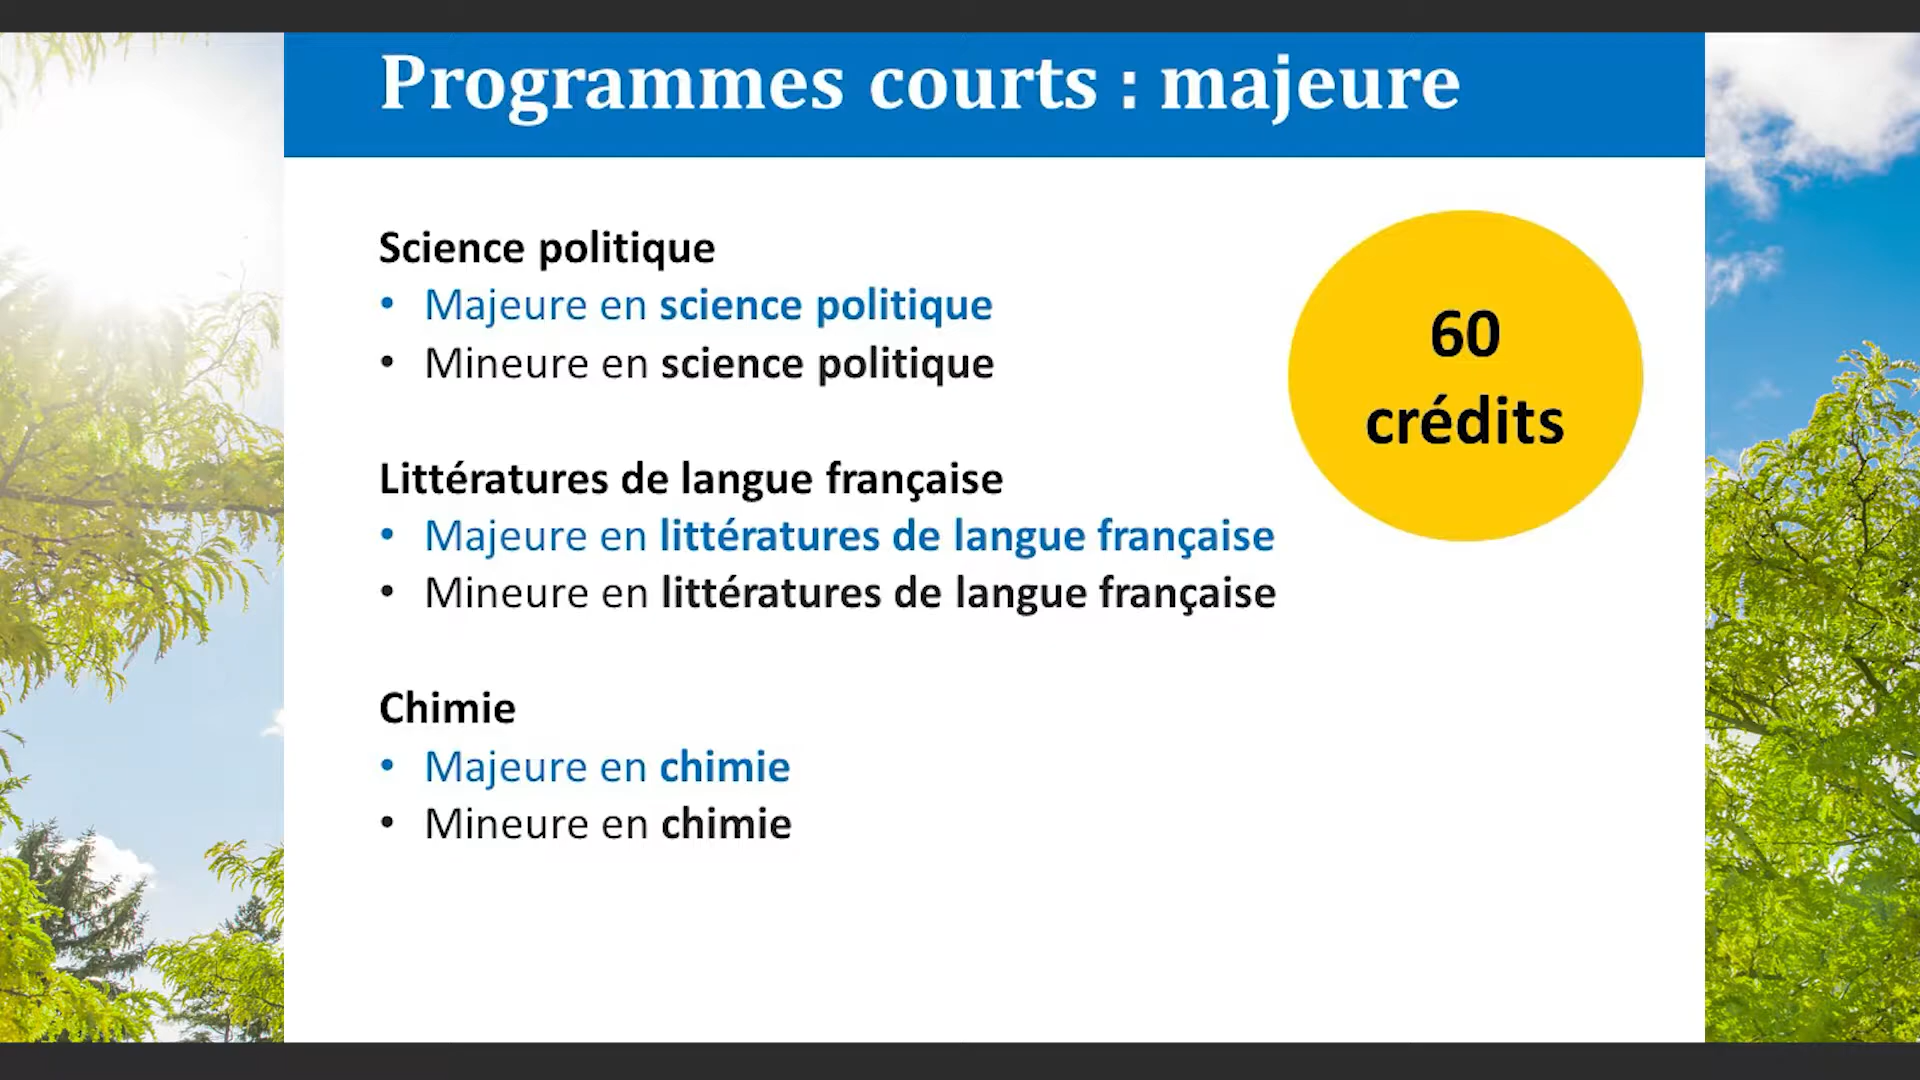 Programmes courts : majeure
Science politique
• Majeure en science politique
• Mineure en science politique
60
crédits
Littératures de langue française
• Majeure en littératures de langue française
• Mineure en littératures de langue française
Chimie
• Majeure en chimie
• Mineure en chimie